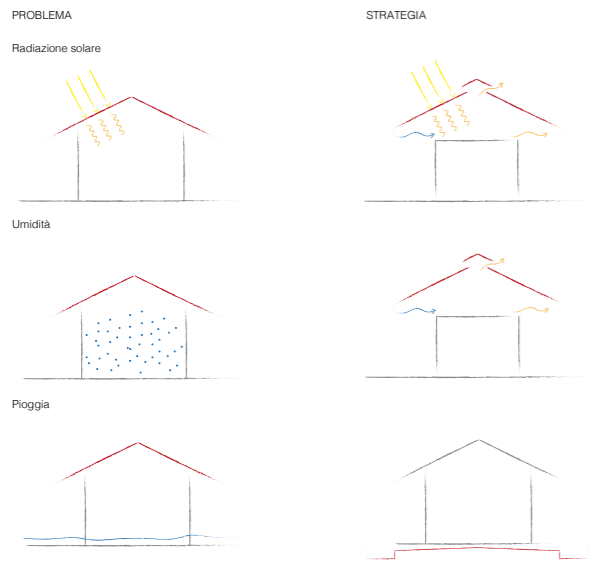 PROBLEMA
STRATEGIA
Radiazione solare
Umidità
Pioggia